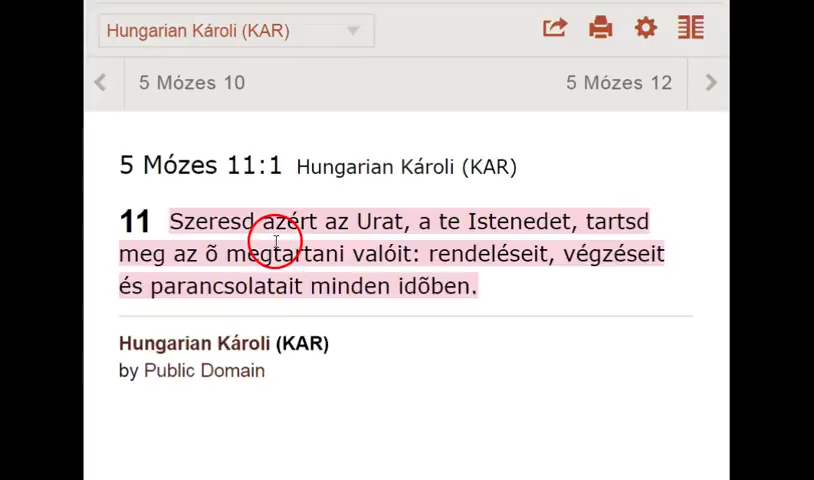 Hungarian Károli (KAR)
5 Mózes 10
5 Mózes 12
5 Mózes 11:1 Hungarian Károli (KAR)
11 Szeresd azért az Urat, a te Istenedet, tartsd
meg az õ megtartani valóit: rendeléseit, végzéseit
és parancsolatait minden idõben.
Hungarian Károli (KAR)
by Public Domain